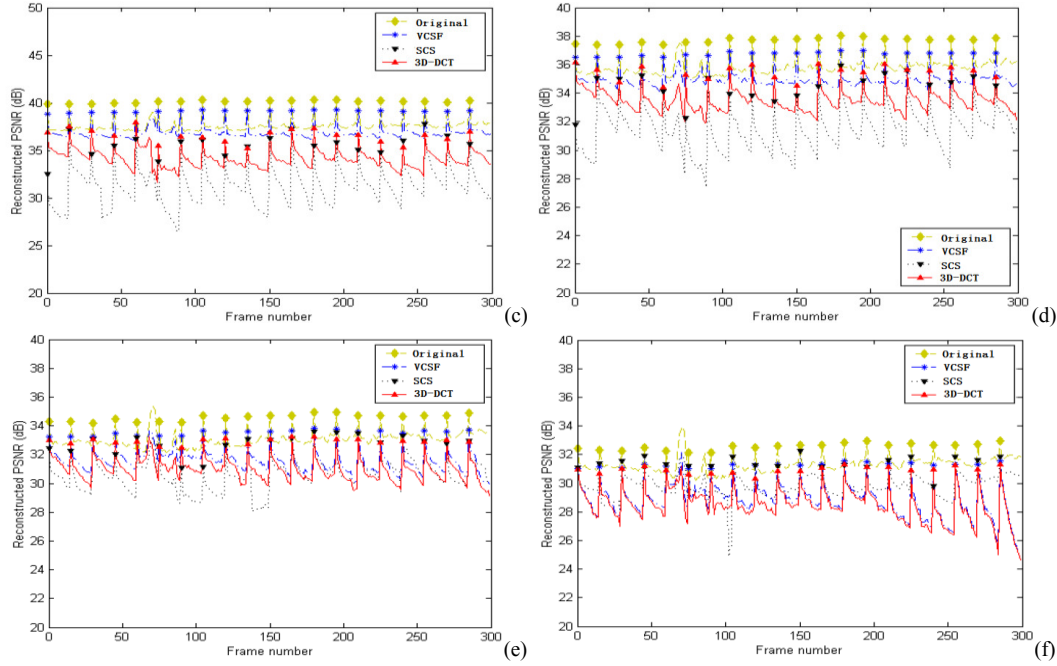 50
45
40
35
30
25
20
0 50 100 150 200 250 300
Reconstructed PSNR (dB)
Frame number
Original
VCSF
SCS
3D-DCT
(c)
40
38
36
34
32
30
28
26
24
22
20
0 50 100 150 200 250 300
Reconstructed PSNR (dB)
Frame number
Original
VCSF
SCS
3D-DCT
(d)
40
38
36
34
32
30
28
26
24
22
20
0 50 100 150 200 250 300
Reconstructed PSNR (dB)
Frame number
Original
VCSF
SCS
3D-DCT
(e)
40
38
36
34
32
30
28
26
24
22
20
0 50 100 150 200 250 300
Reconstructed PSNR (dB)
Frame number
Original
VCSF
SCS
3D-DCT
(f)